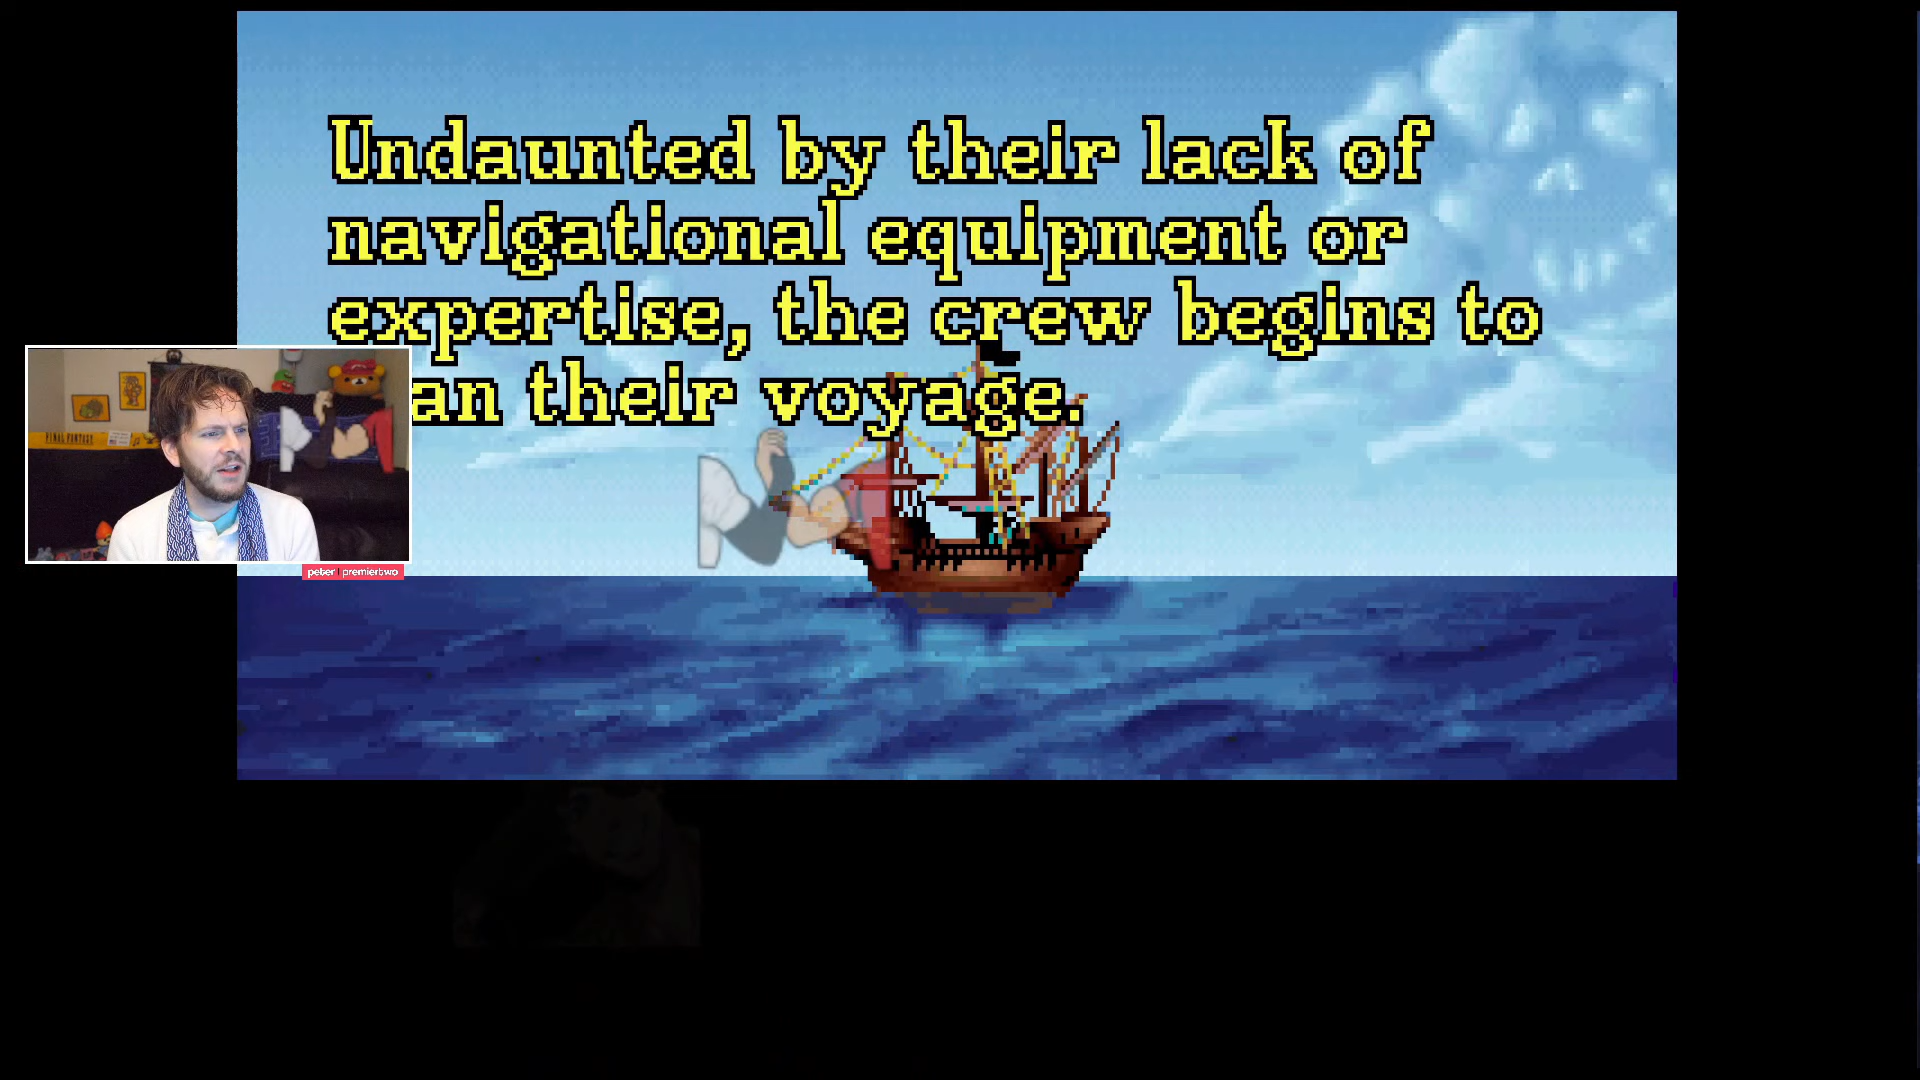 Undaunted by their lack of
navigational equipment or
expertise, the crew begins to
an their voyage.
FINAL FANTASY
peter | premiertwo